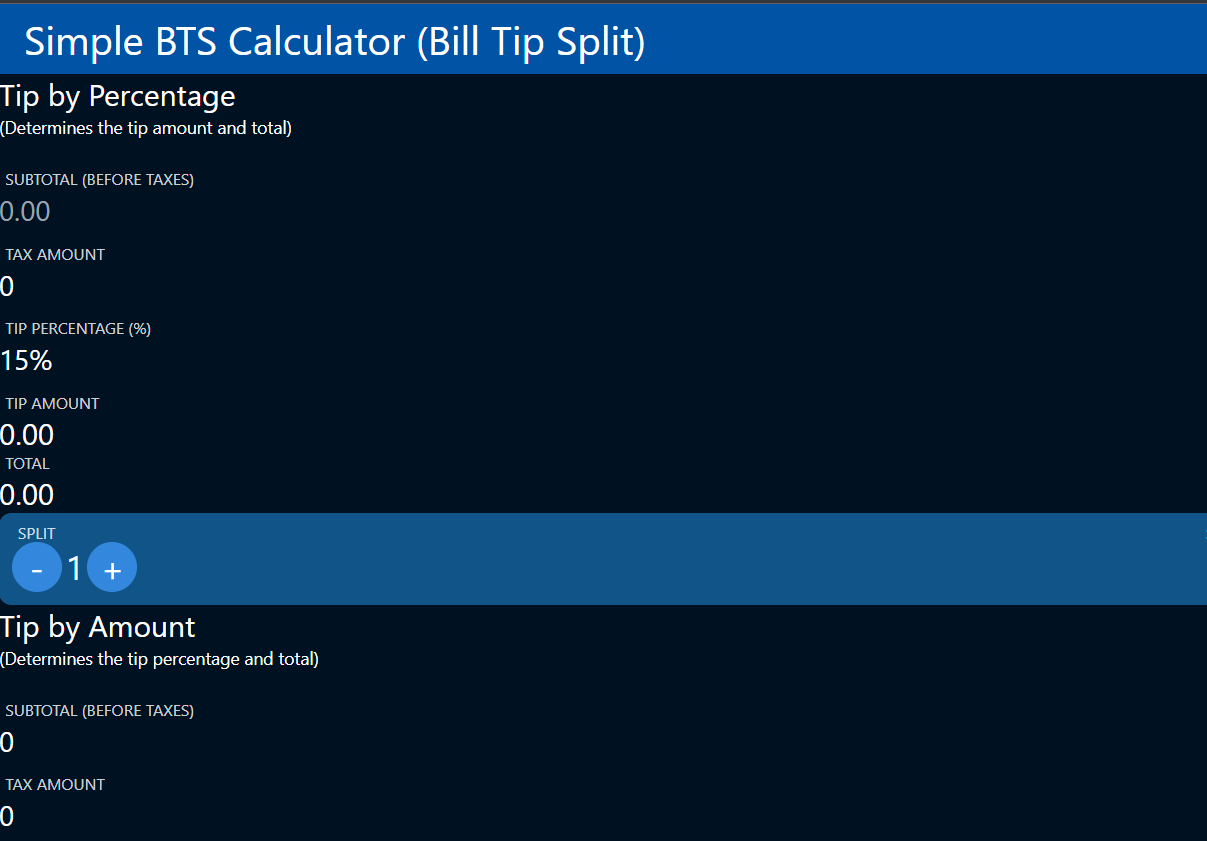 Simple BTS Calculator (Bill Tip Split)
Tip by Percentage
(Determines the tip amount and total)
SUBTOTAL (BEFORE TAXES)
0.00
TAX AMOUNT
0
TIP PERCENTAGE (%)
15%
TIP AMOUNT
0.00
TOTAL
0.00
SPLIT
- 1 +
Tip by Amount
(Determines the tip percentage and total)
SUBTOTAL (BEFORE TAXES)
0
TAX AMOUNT
0